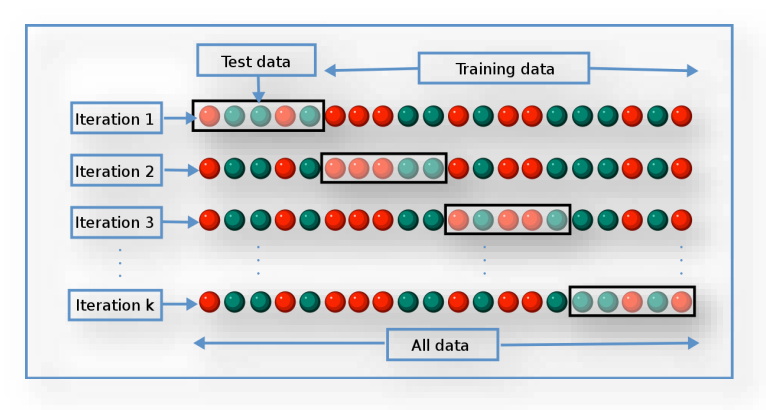 Test data
Training data
Iteration 1
Iteration 2
Iteration 3
Iteration k
All data